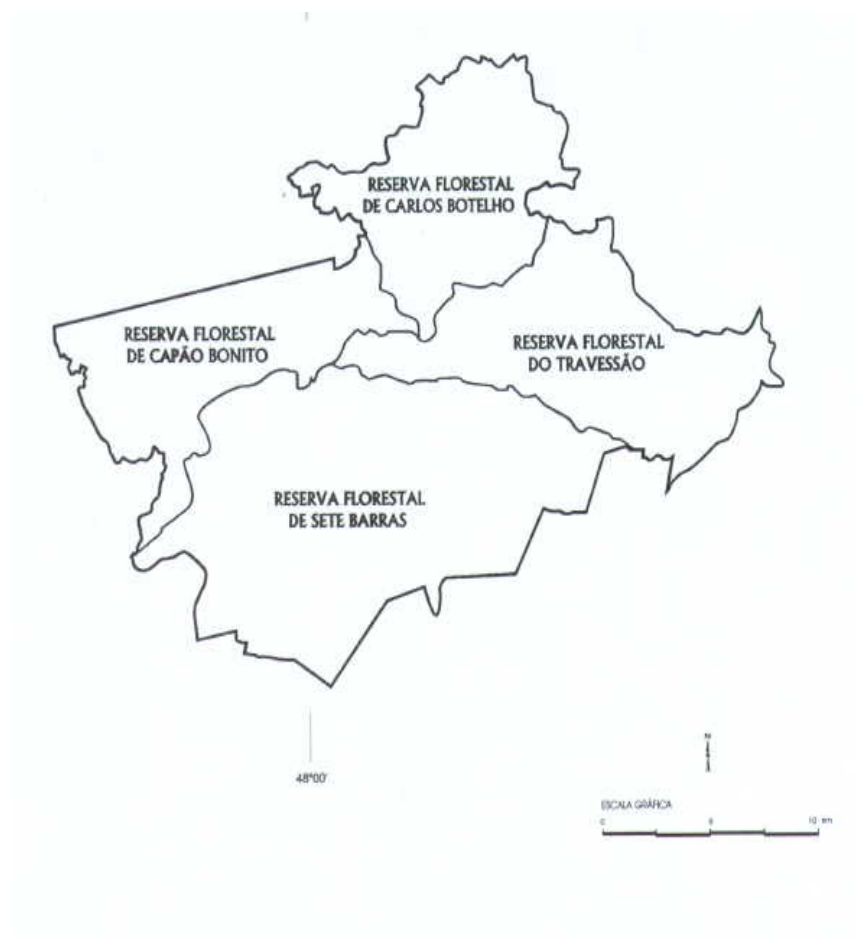 RESERVA FLORESTAL
DE CARLOS BOTELHO
RESERVA FLORESTAL
DE CAPÃO BONITO
RESERVA FLORESTAL
DO TRAVESSÃO
RESERVA FLORESTAL
DE SETE BARRAS
48°00'
N
ESCALA GRÁFICA
0 5 10 km